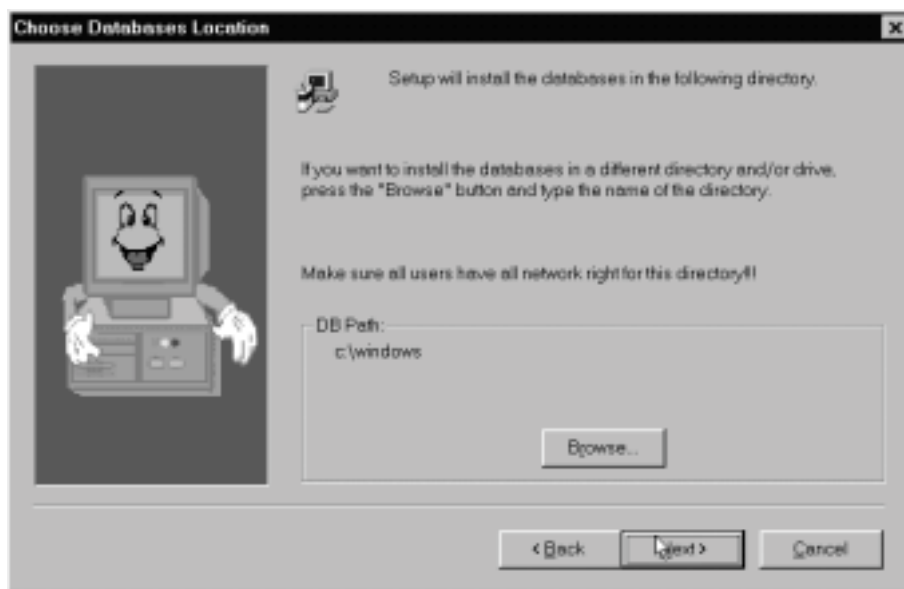 Choose Databases Location
Setup will install the databases in the following directory.
If you want to install the databases in a different directory and/or drive,
press the "Browse" button and type the name of the directory.
Make sure all users have all network right for this directory!!!
DB Path:
c:\windows
Browse...
< Back
Next >
Cancel